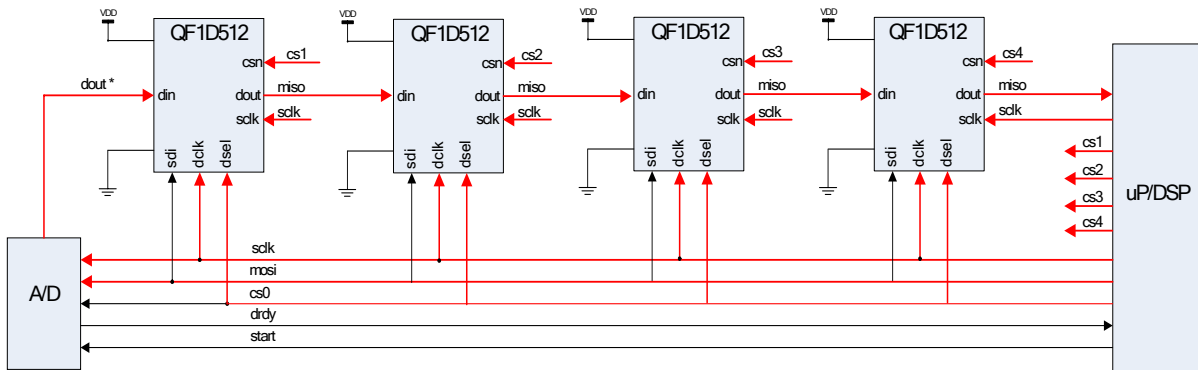 VDD VDD VDD VDD
QF1D512 QF1D512 QF1D512 QF1D512
csn cs1 csn cs2 csn cs3 csn cs4
dout * din dout miso din dout miso din dout miso din dout miso
sclk sclk sclk sclk sclk sclk sclk
sdi dclk dsel sdi dclk dsel sdi dclk dsel sdi dclk dsel
cs1
cs2
cs3
cs4
uP/DSP
A/D
sclk
mosi
cs0
drdy
start